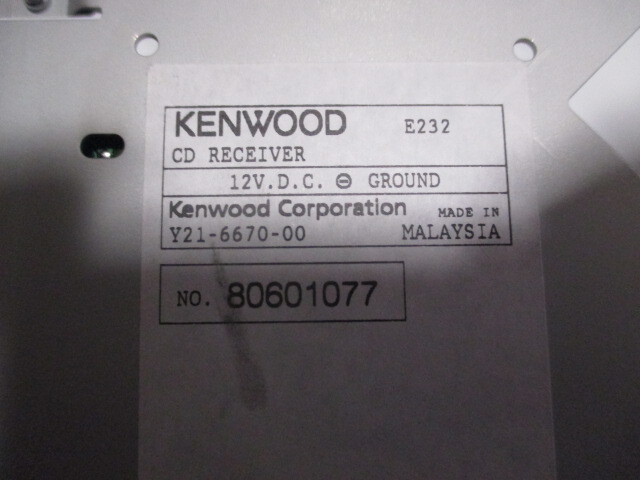 KENWOOD E232
CD RECEIVER
12V.D.C. ⊖ GROUND
Kenwood Corporation MADE IN
Y21-6670-00 MALAYSIA
NO. 80601077